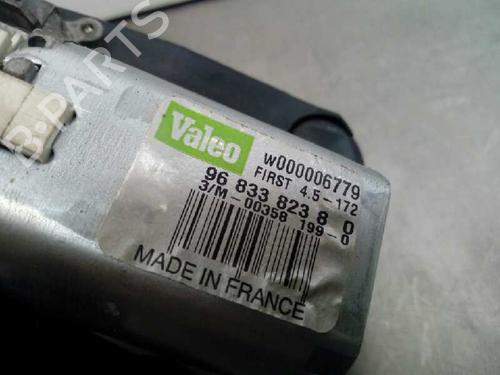 B-PARTS
Valeo
W000006779
FIRST 4.5-172
96 833 823 8 0
3/M-00358 199-0
MADE IN FRANCE